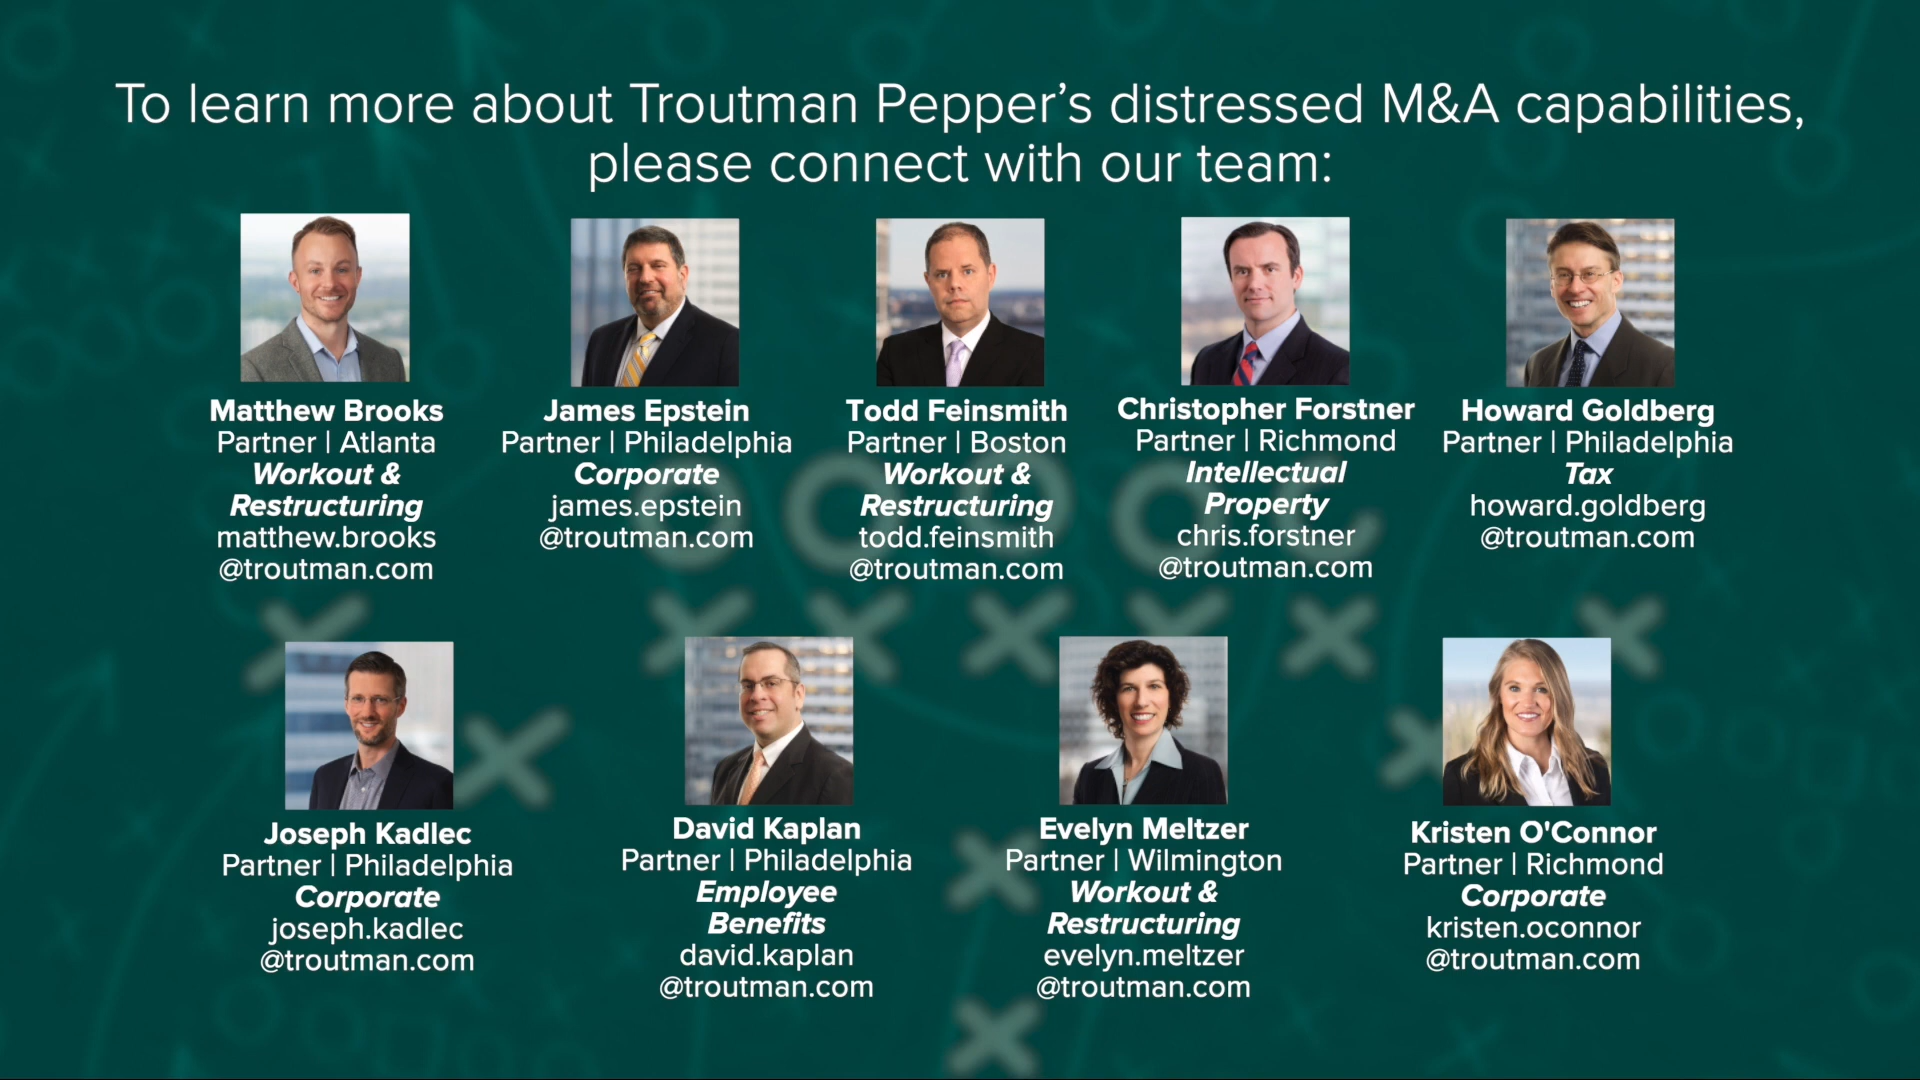 To learn more about Troutman Pepper’s distressed M&A capabilities,
please connect with our team:
Matthew Brooks
Partner | Atlanta
Workout &
Restructuring
matthew.brooks
@troutman.com
James Epstein
Partner | Philadelphia
Corporate
james.epstein
@troutman.com
Todd Feinsmith
Partner | Boston
Workout &
Restructuring
todd.feinsmith
@troutman.com
Christopher Forstner
Partner | Richmond
Intellectual
Property
chris.forstner
@troutman.com
Howard Goldberg
Partner | Philadelphia
Tax
howard.goldberg
@troutman.com
Joseph Kadlec
Partner | Philadelphia
Corporate
joseph.kadlec
@troutman.com
David Kaplan
Partner | Philadelphia
Employee
Benefits
david.kaplan
@troutman.com
Evelyn Meltzer
Partner | Wilmington
Workout &
Restructuring
evelyn.meltzer
@troutman.com
Kristen O'Connor
Partner | Richmond
Corporate
kristen.oconnor
@troutman.com